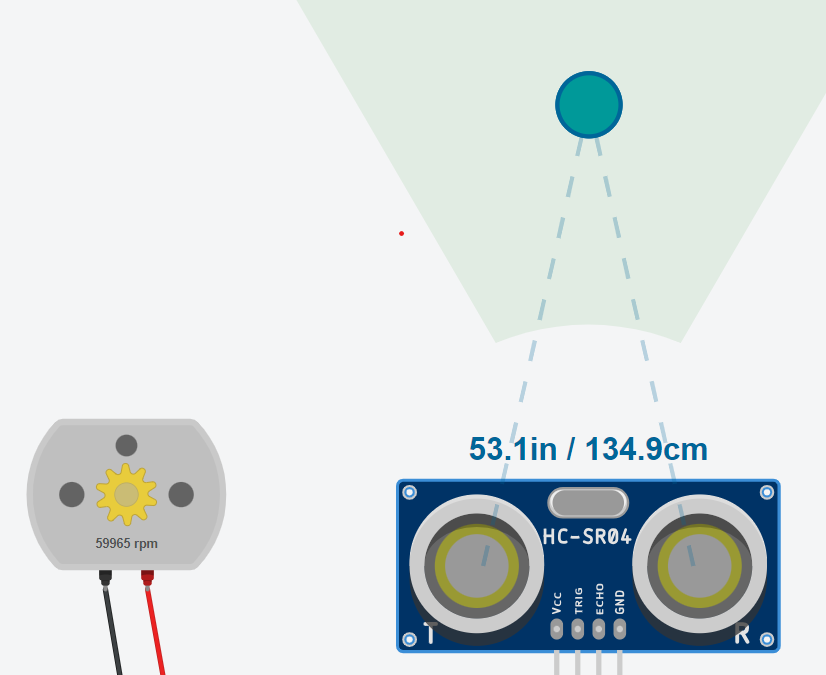 53.1in / 134.9cm
HC-SR04
59965 rpm
VCC
TRIG
ECHO
GND
T
R